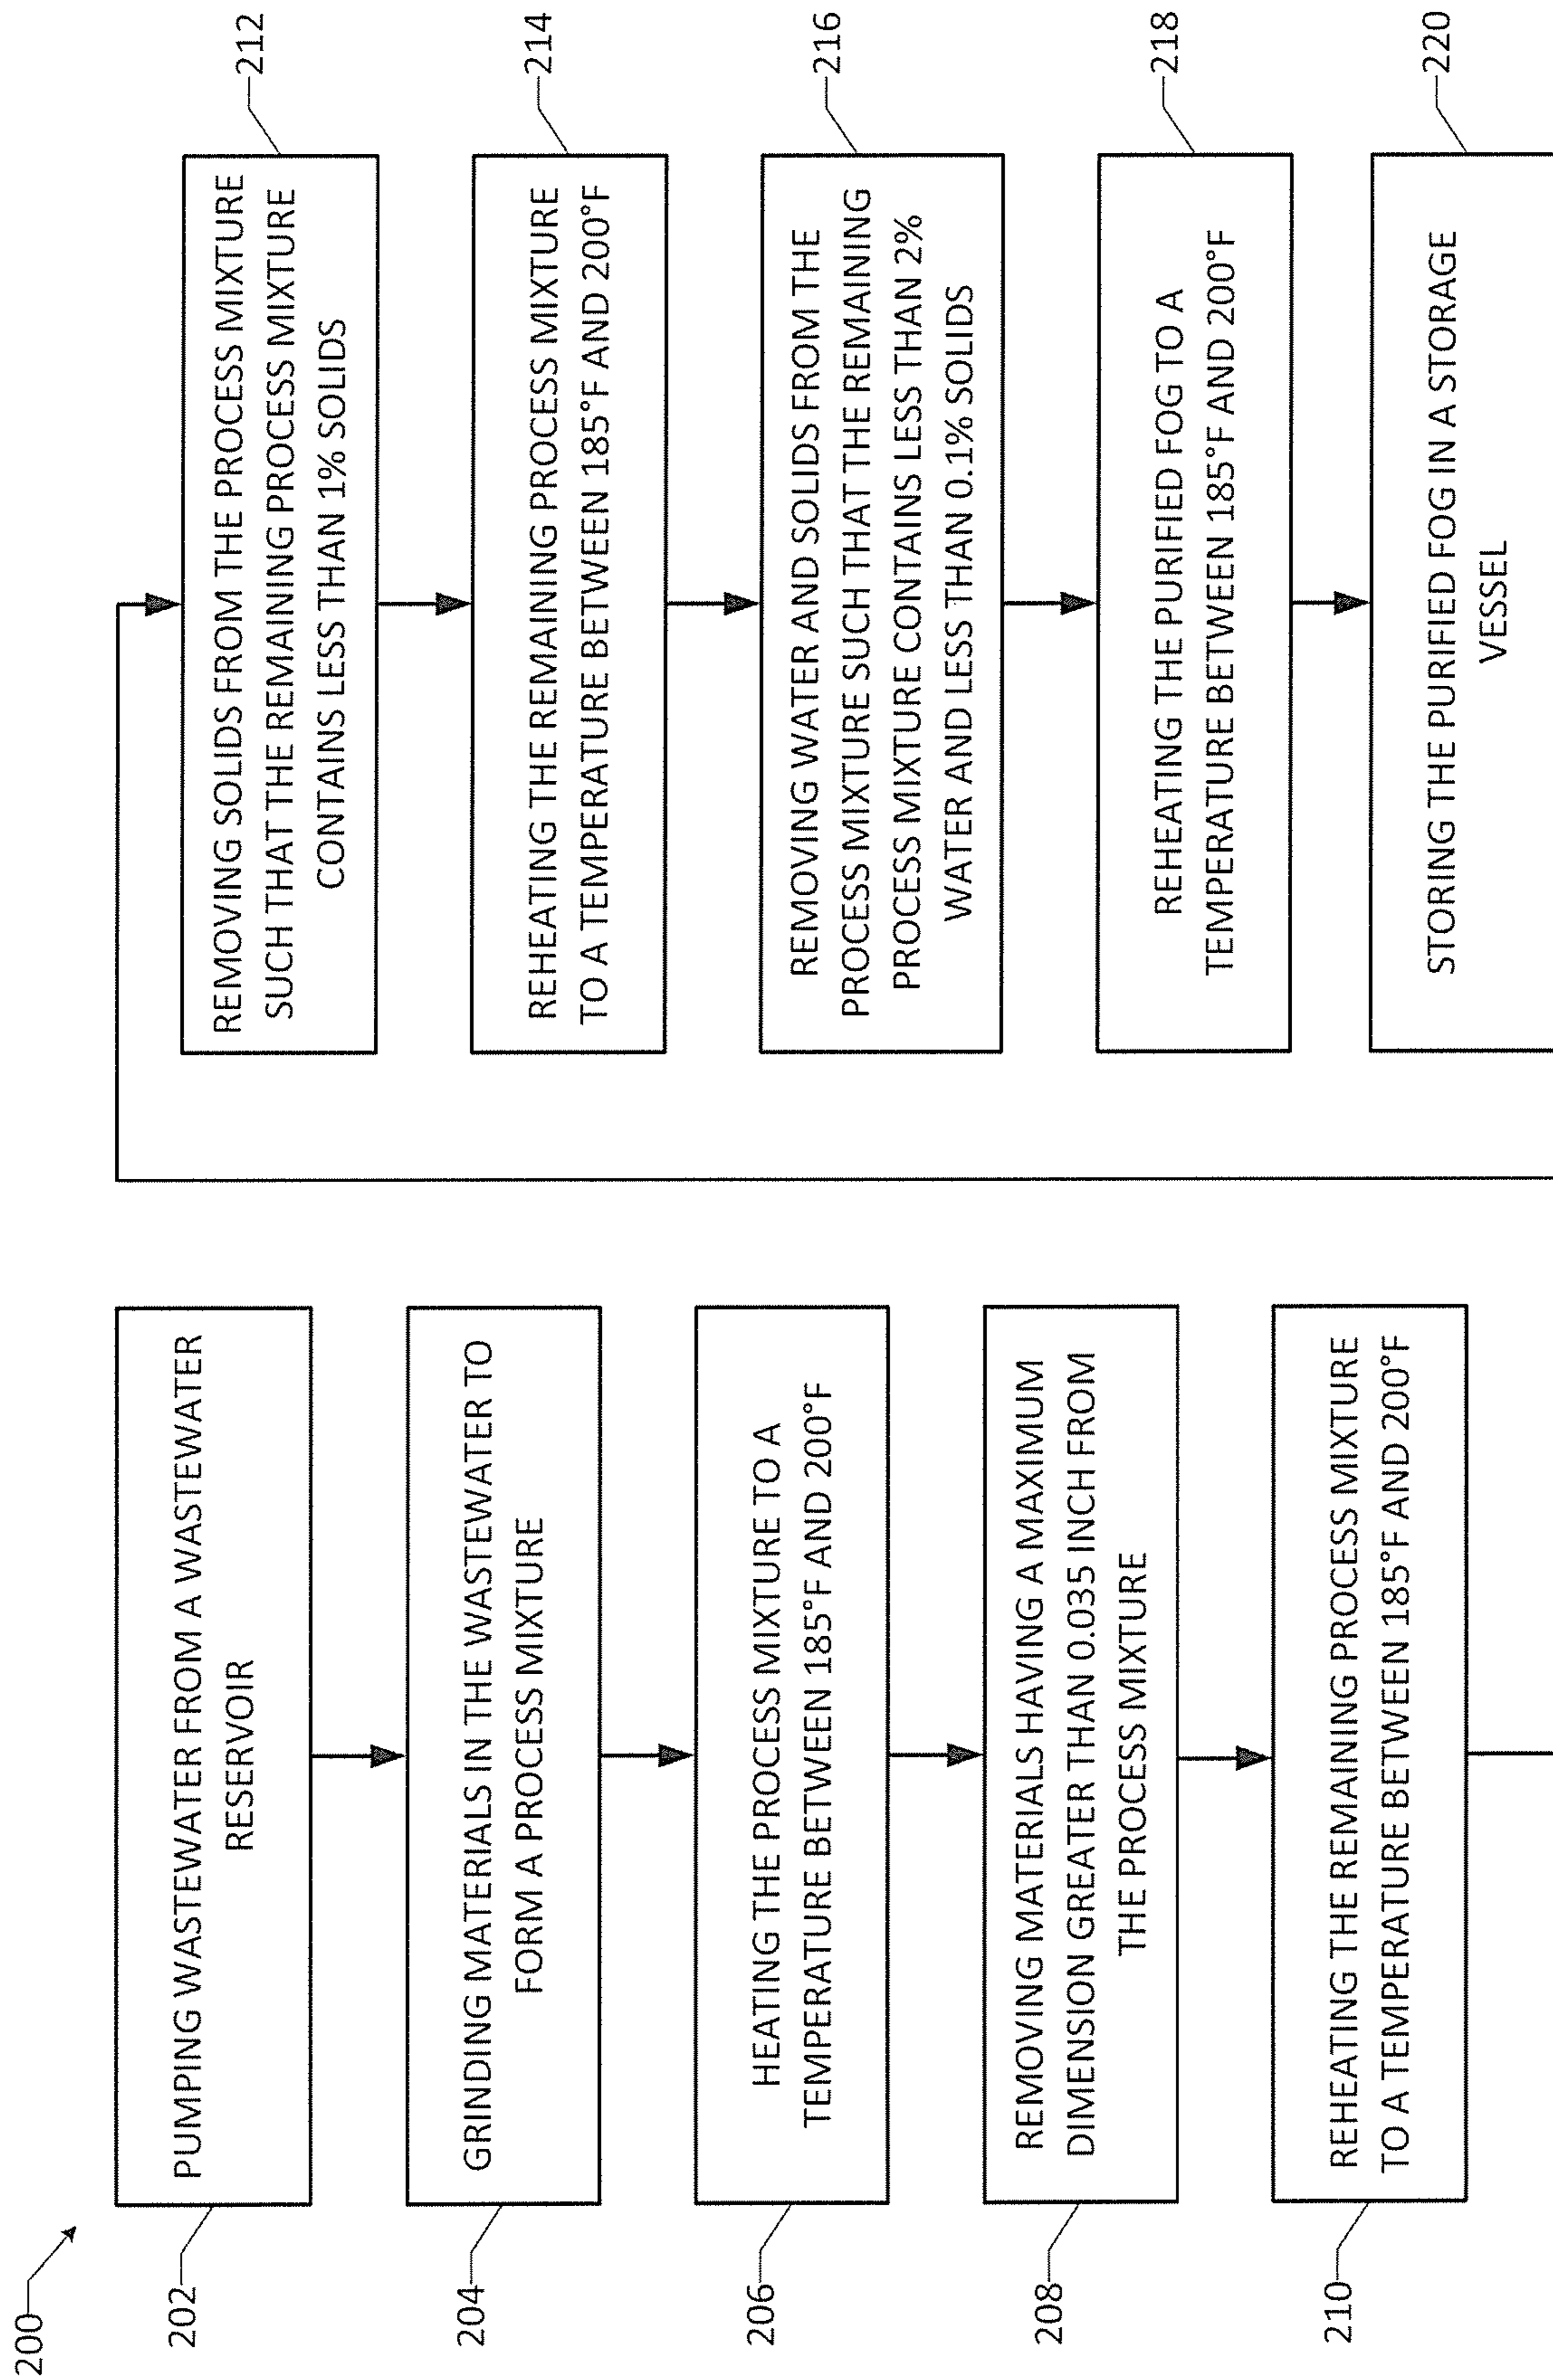 200
202
PUMPING WASTEWATER FROM A WASTEWATER
RESERVOIR
204
GRINDING MATERIALS IN THE WASTEWATER TO
FORM A PROCESS MIXTURE
206
HEATING THE PROCESS MIXTURE TO A
TEMPERATURE BETWEEN 185°F AND 200°F
208
REMOVING MATERIALS HAVING A MAXIMUM
DIMENSION GREATER THAN 0.035 INCH FROM
THE PROCESS MIXTURE
210
REHEATING THE REMAINING PROCESS MIXTURE
TO A TEMPERATURE BETWEEN 185°F AND 200°F
212
REMOVING SOLIDS FROM THE PROCESS MIXTURE
SUCH THAT THE REMAINING PROCESS MIXTURE
CONTAINS LESS THAN 1% SOLIDS
214
REHEATING THE REMAINING PROCESS MIXTURE
TO A TEMPERATURE BETWEEN 185°F AND 200°F
216
REMOVING WATER AND SOLIDS FROM THE
PROCESS MIXTURE SUCH THAT THE REMAINING
PROCESS MIXTURE CONTAINS LESS THAN 2%
WATER AND LESS THAN 0.1% SOLIDS
218
REHEATING THE PURIFIED FOG TO A
TEMPERATURE BETWEEN 185°F AND 200°F
220
STORING THE PURIFIED FOG IN A STORAGE
VESSEL